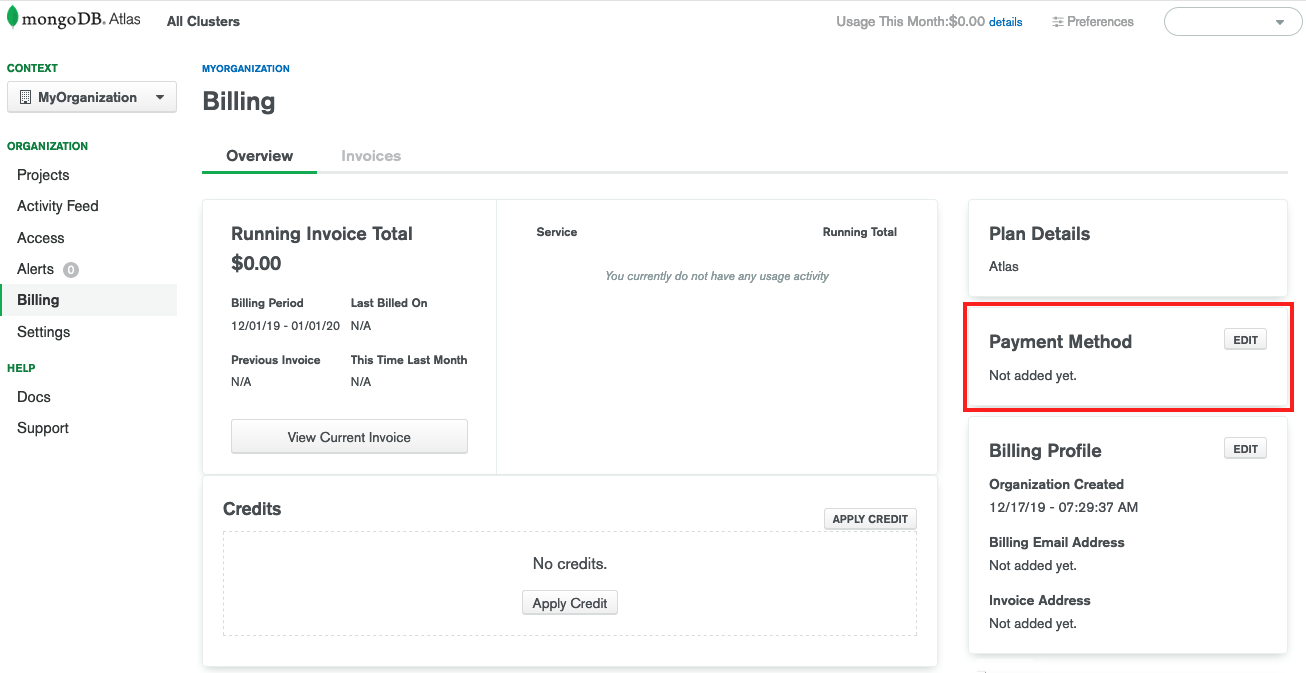 mongoDB. Atlas
All Clusters
Usage This Month:$0.00 details
Preferences
CONTEXT
MyOrganization
ORGANIZATION
Projects
Activity Feed
Access
Alerts 0
Billing
Settings
HELP
Docs
Support
MYORGANIZATION
Billing
Overview
Invoices
Running Invoice Total
$0.00
Billing Period
Last Billed On
12/01/19 - 01/01/20
N/A
Previous Invoice
This Time Last Month
N/A
N/A
View Current Invoice
Service
Running Total
You currently do not have any usage activity
Credits
APPLY CREDIT
No credits.
Apply Credit
Plan Details
Atlas
Payment Method
EDIT
Not added yet.
Billing Profile
EDIT
Organization Created
12/17/19 - 07:29:37 AM
Billing Email Address
Not added yet.
Invoice Address
Not added yet.